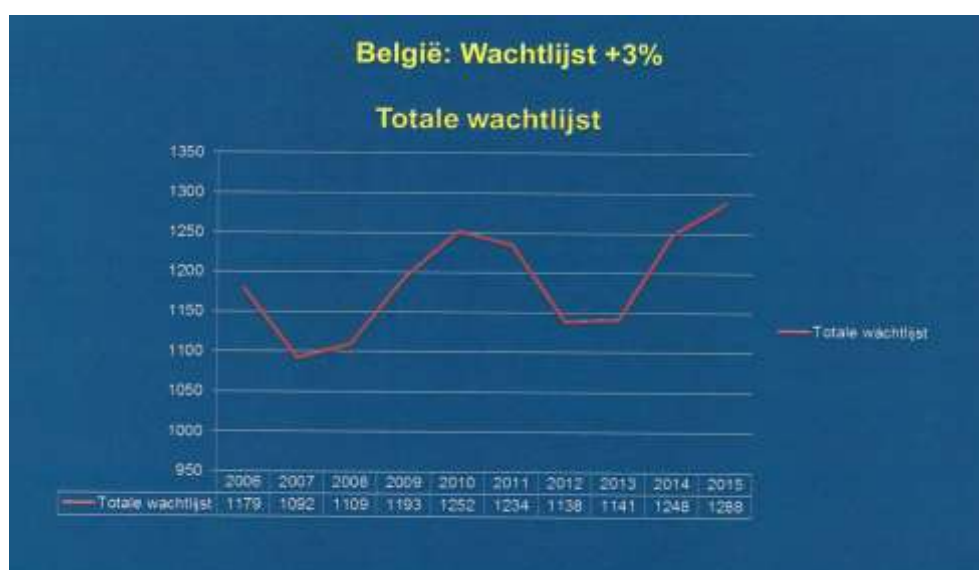 België: Wachtlijst +3%
Totale wachtlijst
1350
1300
1250
1200
1150
1100
1050
1000
950
Totale wachtlijst
2006 2007 2008 2009 2010 2011 2012 2013 2014 2015
Totale wachtlijst 1179 1092 1109 1193 1252 1234 1138 1141 1248 1288